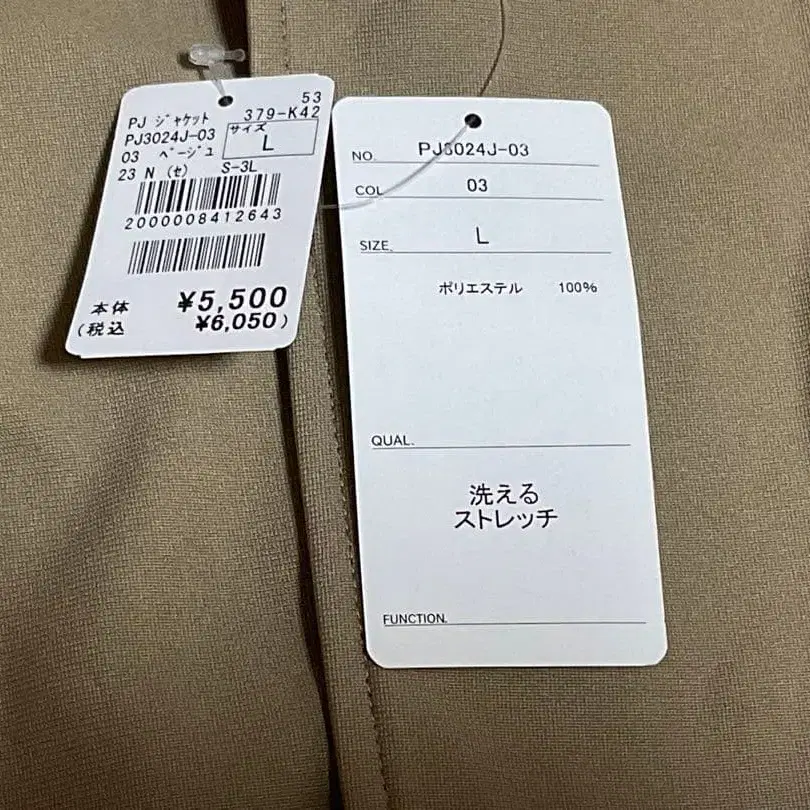 53
PJ ジャケット 379-K42
PJ3024J-03 サイズ
03 ベージュ L
23 N (セ) S-3L
2000008412643
本体 ¥5,500
(税込 ¥6,050)
NO. PJ3024J-03
COL 03
SIZE. L
ポリエステル 100%
QUAL.
洗える
ストレッチ
FUNCTION.